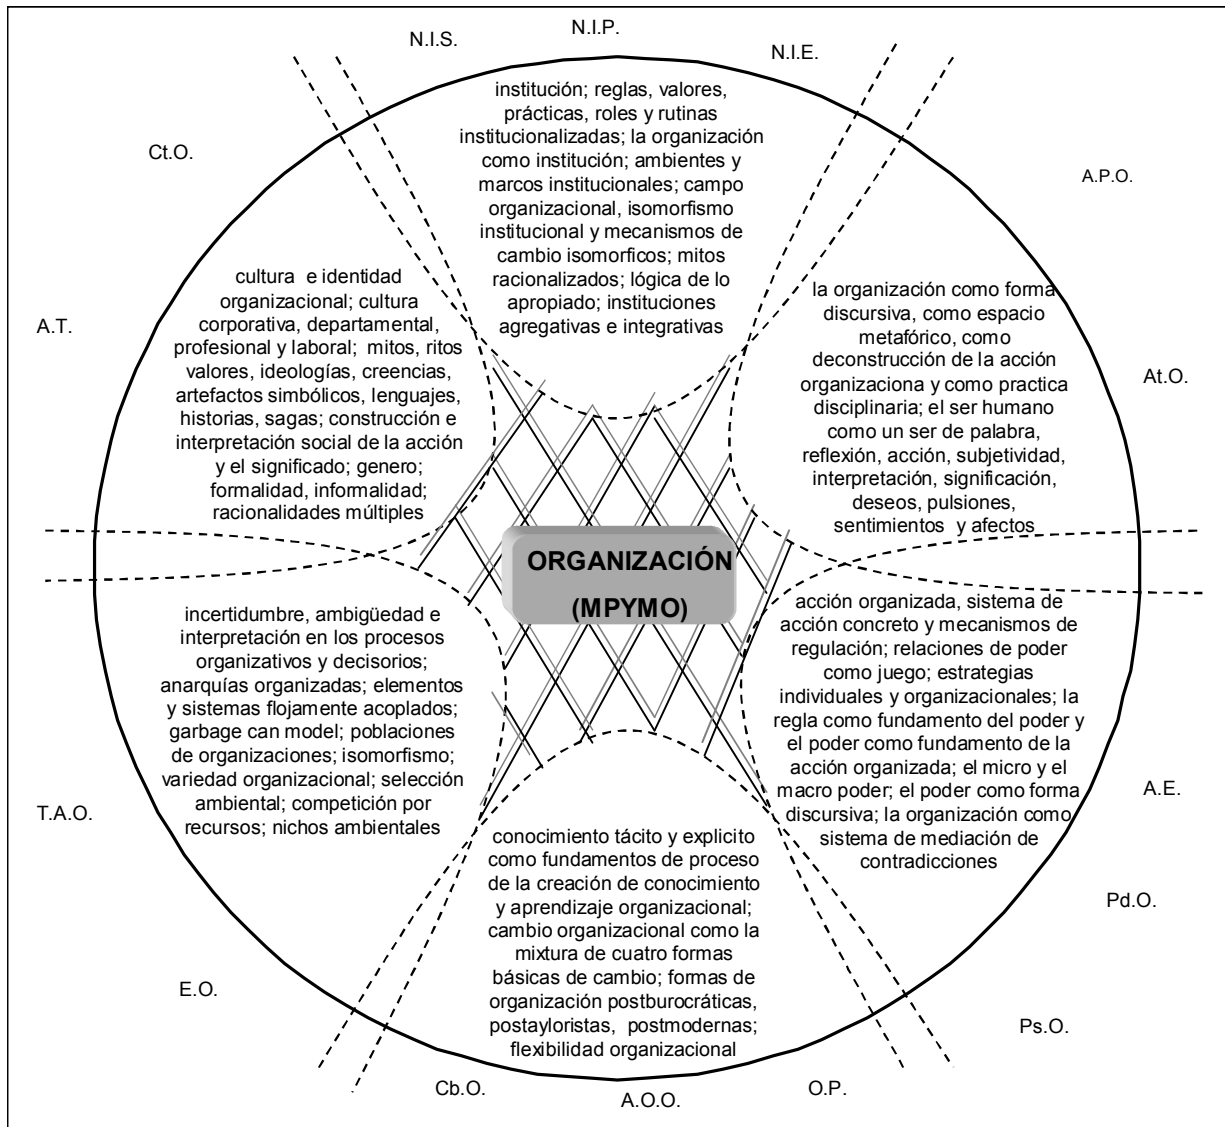 N.I.S.
N.I.P.
N.I.E.
Ct.O.
A.P.O.
institución; reglas, valores,
prácticas, roles y rutinas
institucionalizadas; la organización
como institución; ambientes y
marcos institucionales; campo
organizacional, isomorfismo
institucional y mecanismos de
cambio isomorficos; mitos
racionalizados; lógica de lo
apropiado; instituciones
agregativas e integrativas
A.T.
cultura e identidad
organizacional; cultura
corporativa, departamental,
profesional y laboral; mitos, ritos
valores, ideologías, creencias,
artefactos simbólicos, lenguajes,
historias, sagas; construcción e
interpretación social de la acción
y el significado; genero;
formalidad, informalidad;
racionalidades múltiples
la organización como forma
discursiva, como espacio
metafórico, como
deconstrucción de la acción
organizaciona y como practica
disciplinaria; el ser humano
como un ser de palabra,
reflexión, acción, subjetividad,
interpretación, significación,
deseos, pulsiones,
sentimientos y afectos
At.O.
ORGANIZACIÓN
(MPYMO)
incertidumbre, ambigüedad e
interpretación en los procesos
organizativos y decisorios;
anarquías organizadas; elementos
y sistemas flojamente acoplados;
garbage can model; poblaciones
de organizaciones; isomorfismo;
variedad organizacional; selección
ambiental; competición por
recursos; nichos ambientales
acción organizada, sistema de
acción concreto y mecanismos de
regulación; relaciones de poder
como juego; estrategias
individuales y organizacionales; la
regla como fundamento del poder y
el poder como fundamento de la
acción organizada; el micro y el
macro poder; el poder como forma
discursiva; la organización como
sistema de mediación de
contradicciones
A.E.
T.A.O.
conocimiento tácito y explicito
como fundamentos de proceso
de la creación de conocimiento
y aprendizaje organizacional;
cambio organizacional como la
mixtura de cuatro formas
básicas de cambio; formas de
organización postburocráticas,
postayloristas, postmodernas;
flexibilidad organizacional
Pd.O.
E.O.
Ps.O.
Cb.O.
A.O.O.
O.P.